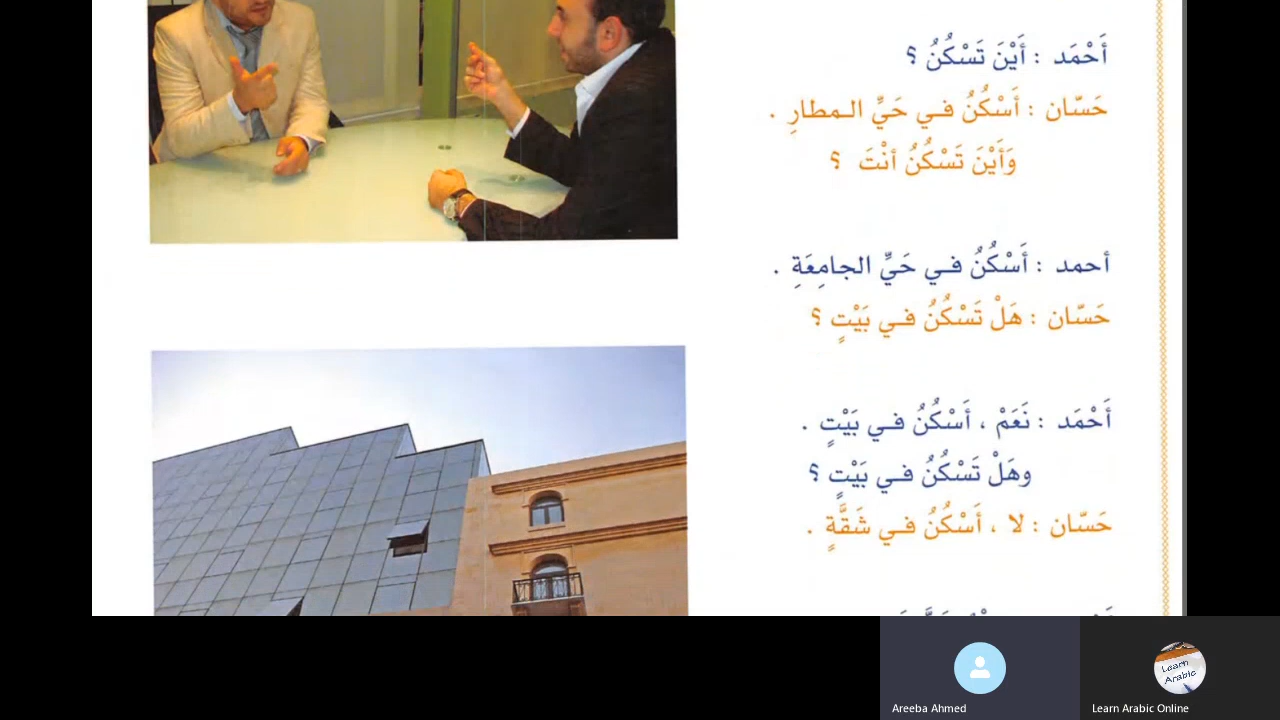 أَحْمَد : أَيْنَ تَسْكُنُ ؟
حَسّان : أَسْكُنُ في حَيِّ المطارِ .
وَأَيْنَ تَسْكُنُ أنْتَ ؟
أحمد : أَسْكُنُ في حَيِّ الجامِعَةِ .
حَسّان : هَلْ تَسْكُنُ في بَيْتٍ ؟
أَحْمَد : نَعَمْ ، أَسْكُنُ في بَيْتٍ .
وهَلْ تَسْكُنُ في بَيْتٍ ؟
حَسّان : لا ، أَسْكُنُ في شَقَّةٍ .
Learn
Arabic
Areeba Ahmed
Learn Arabic Online